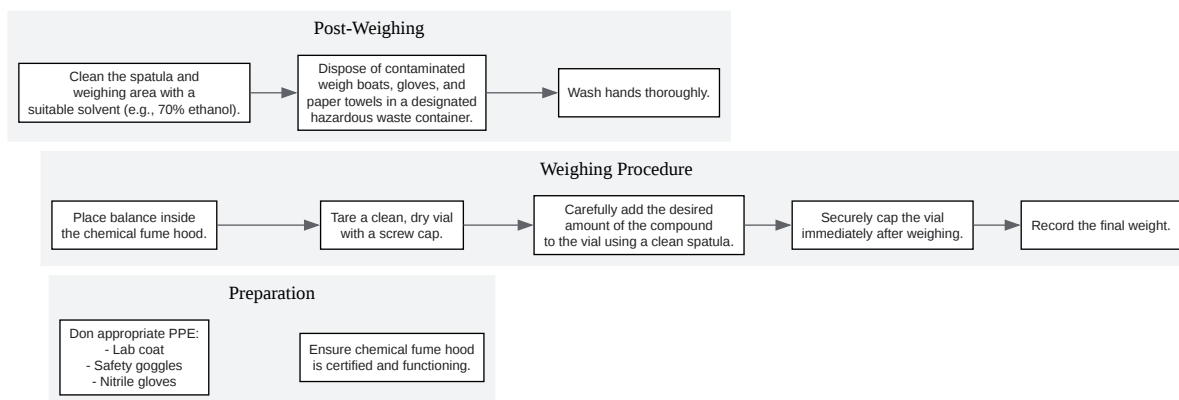 Post-Weighing
Clean the spatula and
weighing area with a
suitable solvent (e.g., 70% ethanol).
Dispose of contaminated
weigh boats, gloves, and
paper towels in a designated
hazardous waste container.
Wash hands thoroughly.
Weighing Procedure
Place balance inside
the chemical fume hood.
Tare a clean, dry vial
with a screw cap.
Carefully add the desired
amount of the compound
to the vial using a clean spatula.
Securely cap the vial
immediately after weighing.
Record the final weight.
Preparation
Don appropriate PPE:
- Lab coat
- Safety goggles
- Nitrile gloves
Ensure chemical fume hood
is certified and functioning.